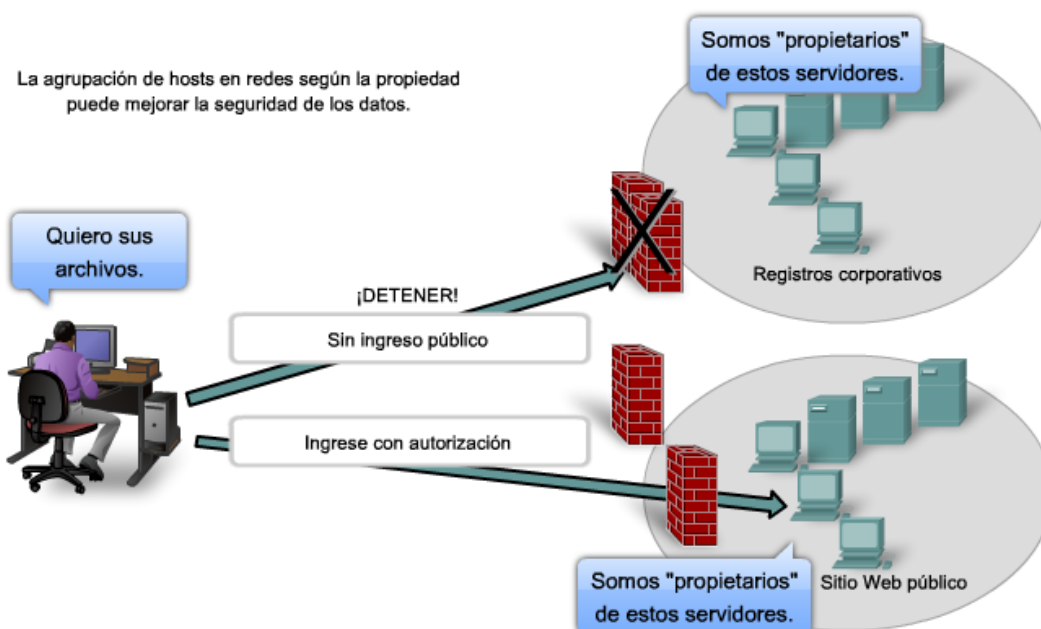 La agrupación de hosts en redes según la propiedad
puede mejorar la seguridad de los datos.
Somos "propietarios"
de estos servidores.
Registros corporativos
Quiero sus
archivos.
¡DETENER!
Sin ingreso público
Ingrese con autorización
Sitio Web público
Somos "propietarios"
de estos servidores.